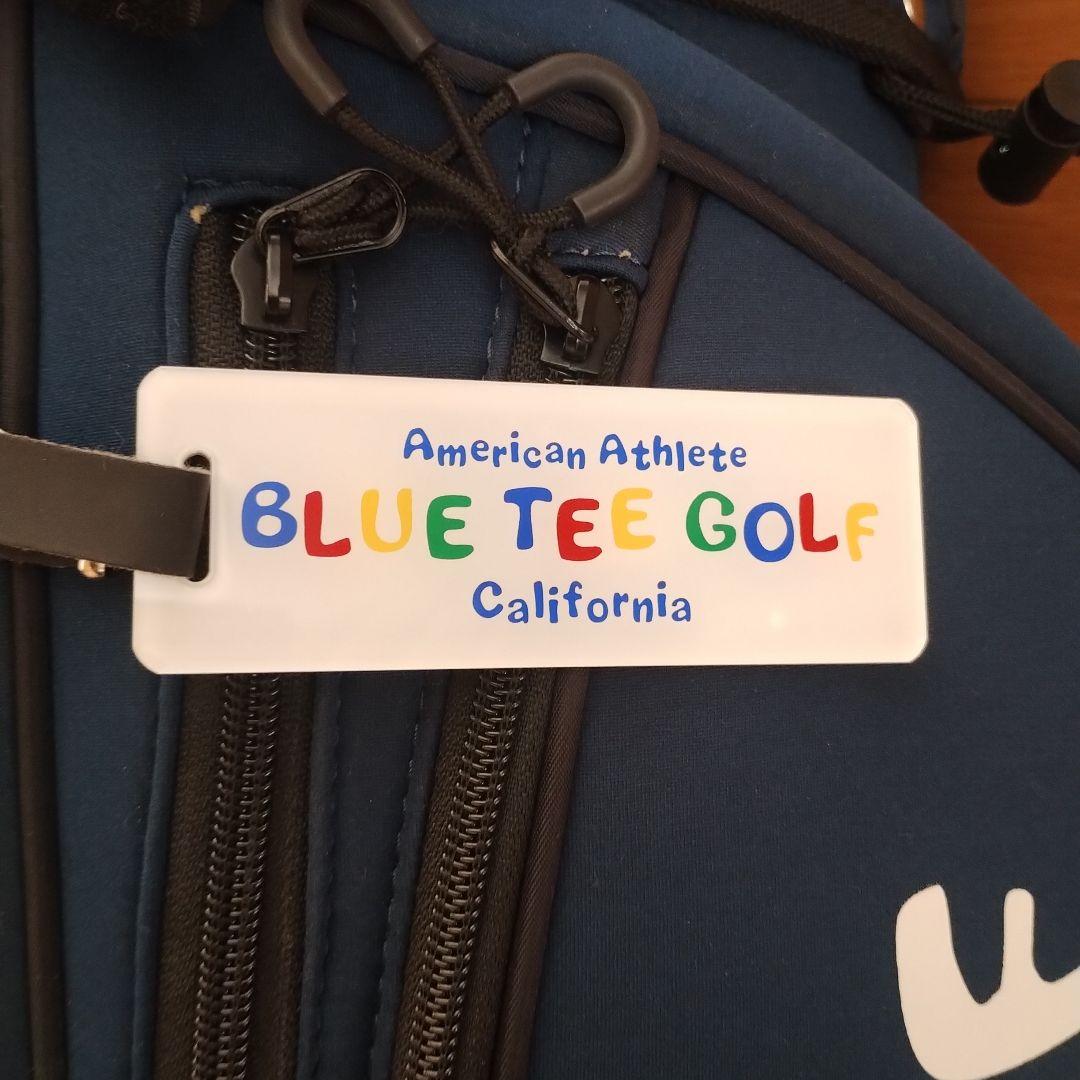 American Athlete
BLUE TEE GOLF
California